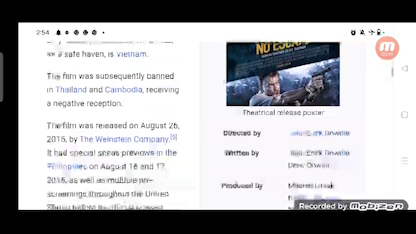 2:54
as a safe haven, is Vietnam.
The film was subsequently banned
in Thailand and Cambodia, receiving
a negative reception.
The film was released on August 26,
2015, by The Weinstein Company.[5]
It had special sneak previews in the
Philippines on August 16 and 17,
2015, as well as multiple pre-
screenings throughout the United
NO ESCAPE
Theatrical release poster
Directed by
Written by
Drew Dowdle
Produced by
Recorded by Mobizen